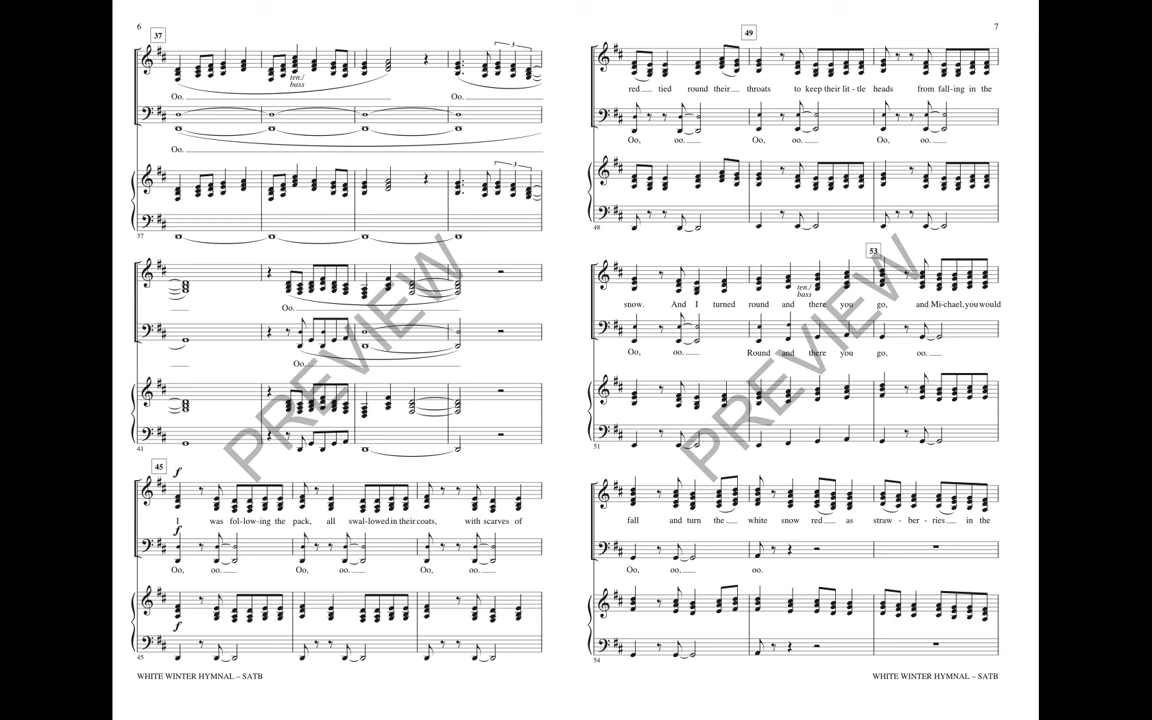 6
37
3
ten./
bass
Oo.
Oo.
Oo.
3
37
PREVIEW
Oo.
Oo.
41
45
f
I was fol-low-ing the pack, all swal-lowed in their coats, with scarves of
f
Oo, oo. Oo, oo. Oo, oo.
f
45
WHITE WINTER HYMNAL – SATB
7
49
red tied round their throats to keep their lit-tle heads from fall-ing in the
Oo, oo. Oo, oo. Oo, oo.
48
PREVIEW
53
ten./
bass
snow. And I turned round and there you go, and Mi-chael, you would
Oo, oo. Round and there you go, oo.
51
fall and turn the white snow red as straw - ber - ries in the
Oo, oo. oo.
54
WHITE WINTER HYMNAL – SATB